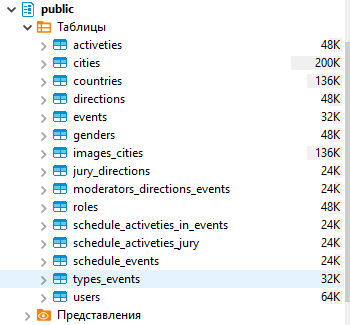 public
Таблицы
activeties 48K
cities 200K
countries 136K
directions 48K
events 32K
genders 48K
images_cities 136K
jury_directions 24K
moderators_directions_events 24K
roles 48K
schedule_activeties_in_events 24K
schedule_activeties_jury 24K
schedule_events 24K
types_events 32K
users 64K
Представления